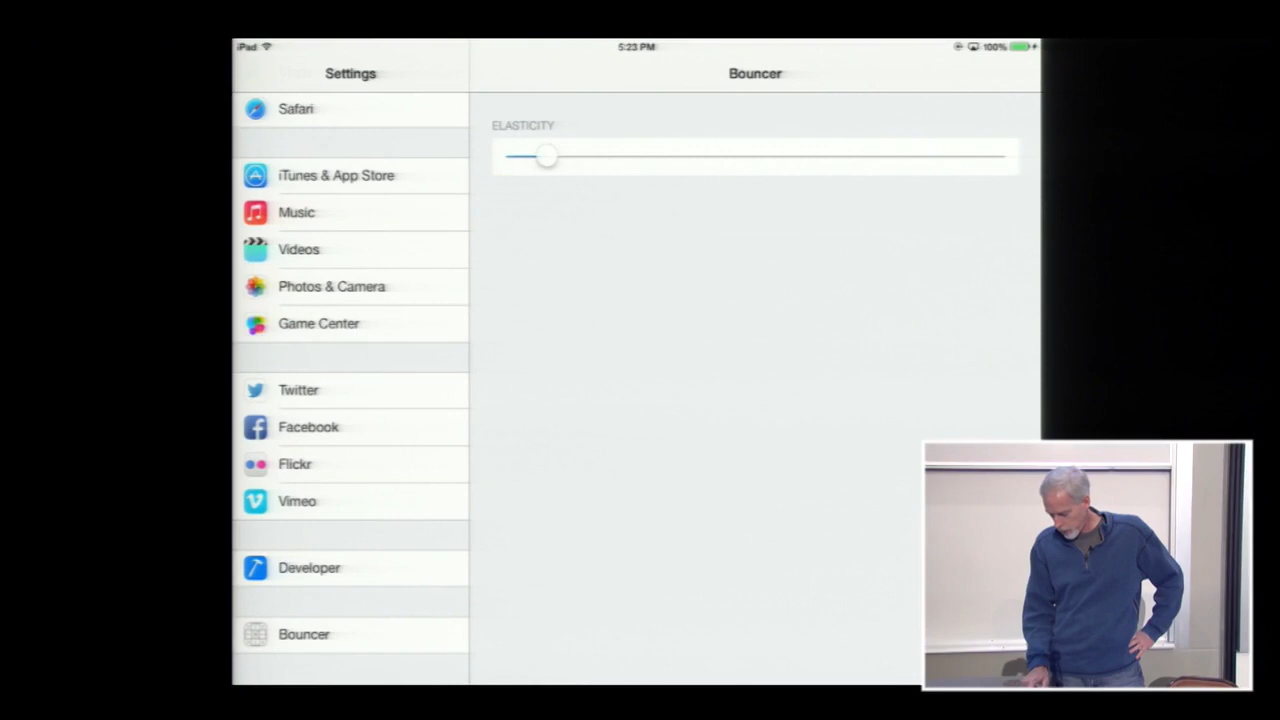 iPad
5:23 PM
100%
Settings
Bouncer
Safari
ELASTICITY
iTunes & App Store
Music
Videos
Photos & Camera
Game Center
Twitter
Facebook
Flickr
Vimeo
Developer
Bouncer